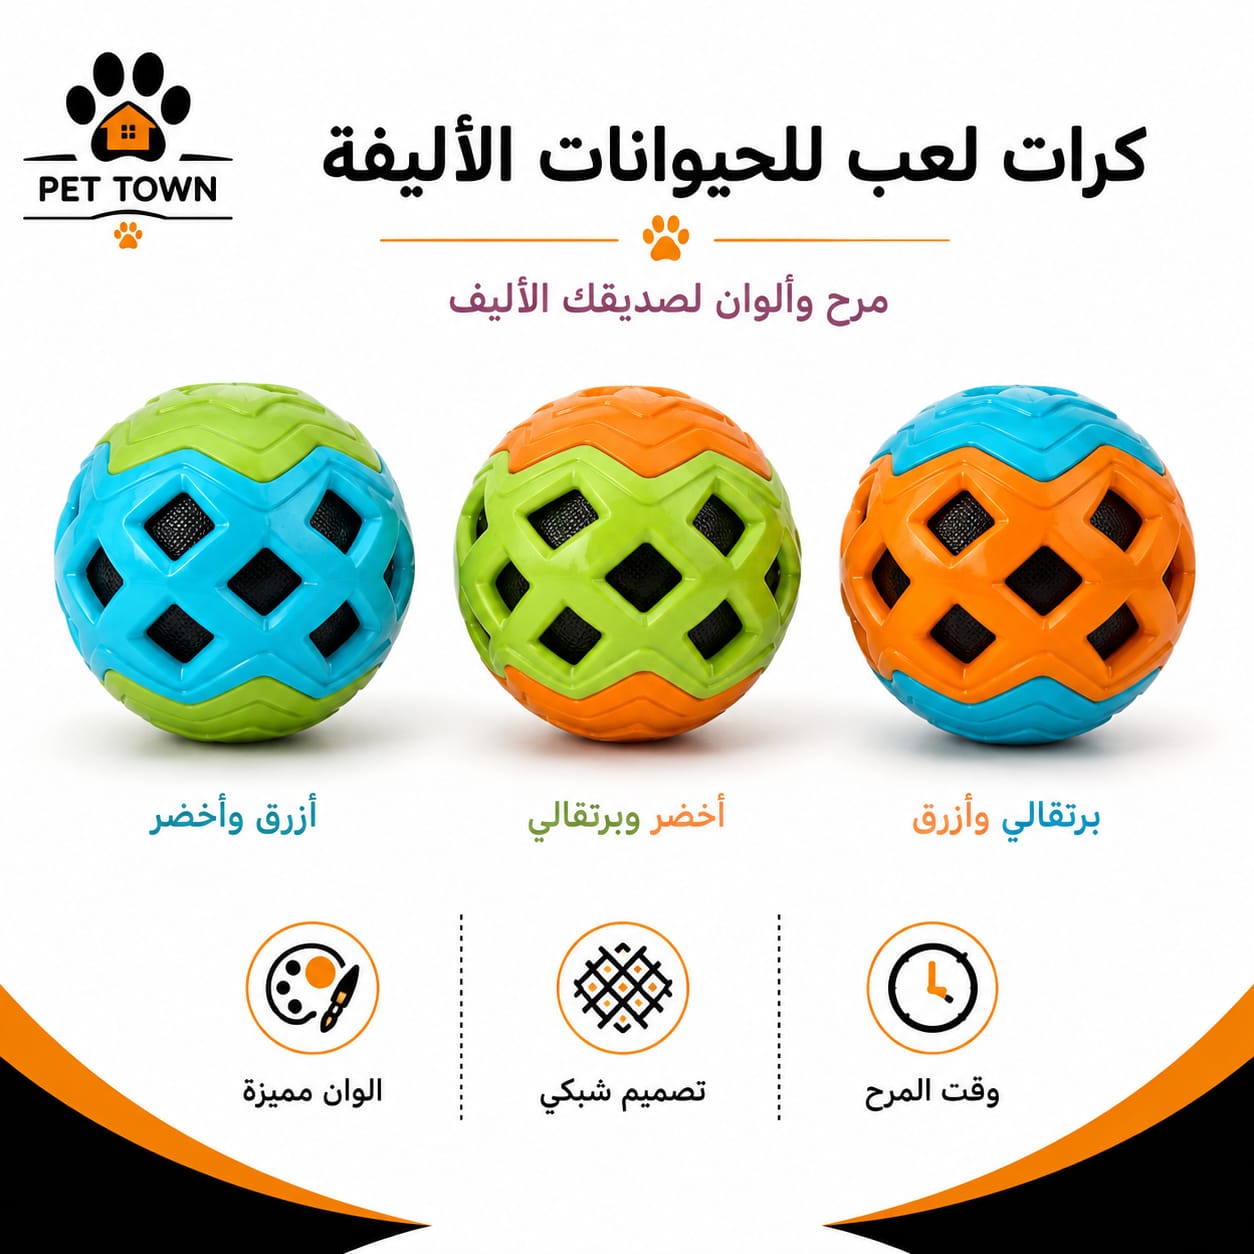 PET TOWN
كرات لعب للحيوانات الأليفة
مرح وألوان لصديقك الأليف
برتقالي وأزرق
أخضر وبرتقالي
أزرق وأخضر
وقت المرح
تصميم شبكي
الوان مميزة